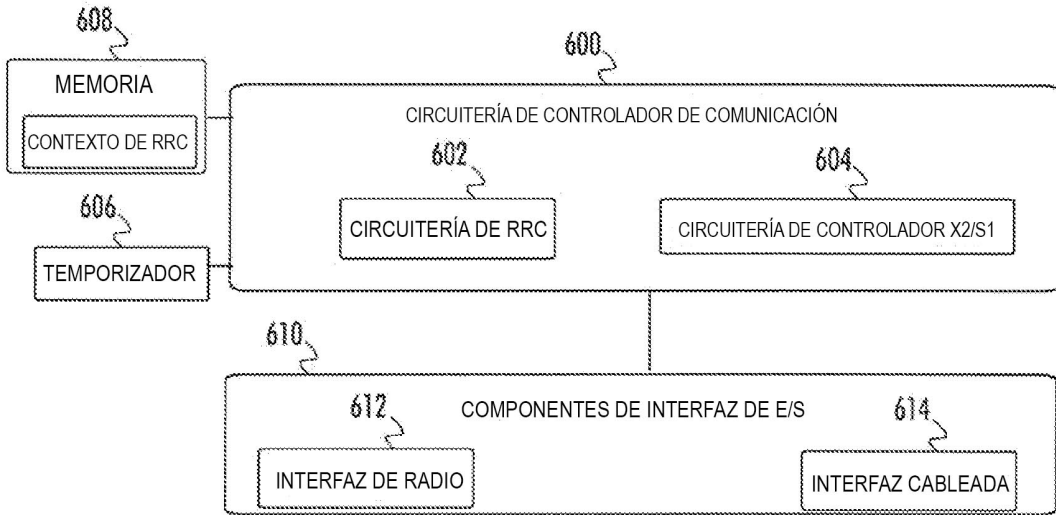 608
MEMORIA
CONTEXTO DE RRC
606
TEMPORIZADOR
600
CIRCUITERÍA DE CONTROLADOR DE COMUNICACIÓN
602
CIRCUITERÍA DE RRC
604
CIRCUITERÍA DE CONTROLADOR X2/S1
610
COMPONENTES DE INTERFAZ DE E/S
612
INTERFAZ DE RADIO
614
INTERFAZ CABLEADA